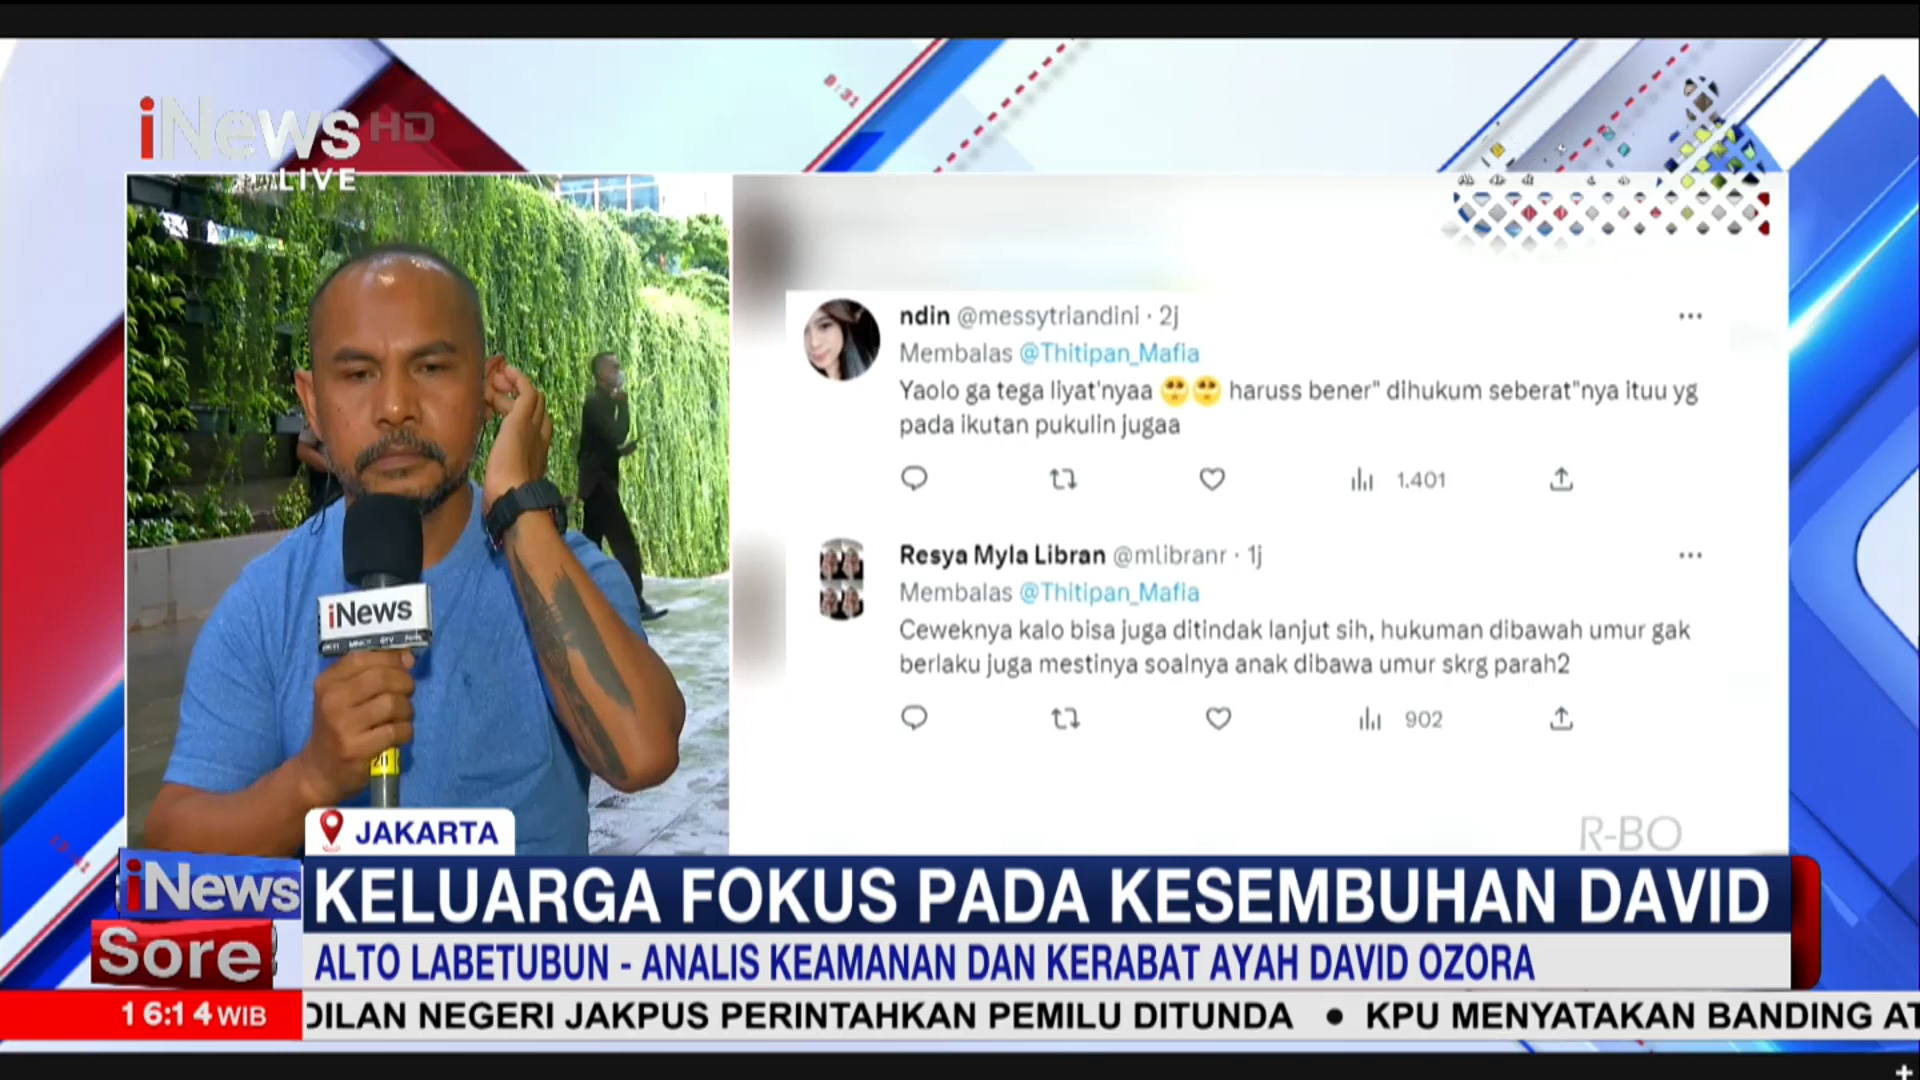 8:31
iNews HD
LIVE
ndin @messytriandini · 2j
Membalas @Thitipan_Mafia
Yaolo ga tega liyat'nyaa 🥺🥺 haruss bener" dihukum seberat"nya ituu yg
pada ikutan pukulin jugaa
1.401
Resya Myla Libran @mlibranr · 1j
Membalas @Thitipan_Mafia
Ceweknya kalo bisa juga ditindak lanjut sih, hukuman dibawah umur gak
berlaku juga mestinya soalnya anak dibawa umur skrg parah2
902
iNews
R-BO
JAKARTA
iNews
Sore
KELUARGA FOKUS PADA KESEMBUHAN DAVID
ALTO LABETUBUN - ANALIS KEAMANAN DAN KERABAT AYAH DAVID OZORA
16:14 WIB
DILAN NEGERI JAKPUS PERINTAHKAN PEMILU DITUNDA • KPU MENYATAKAN BANDING AT